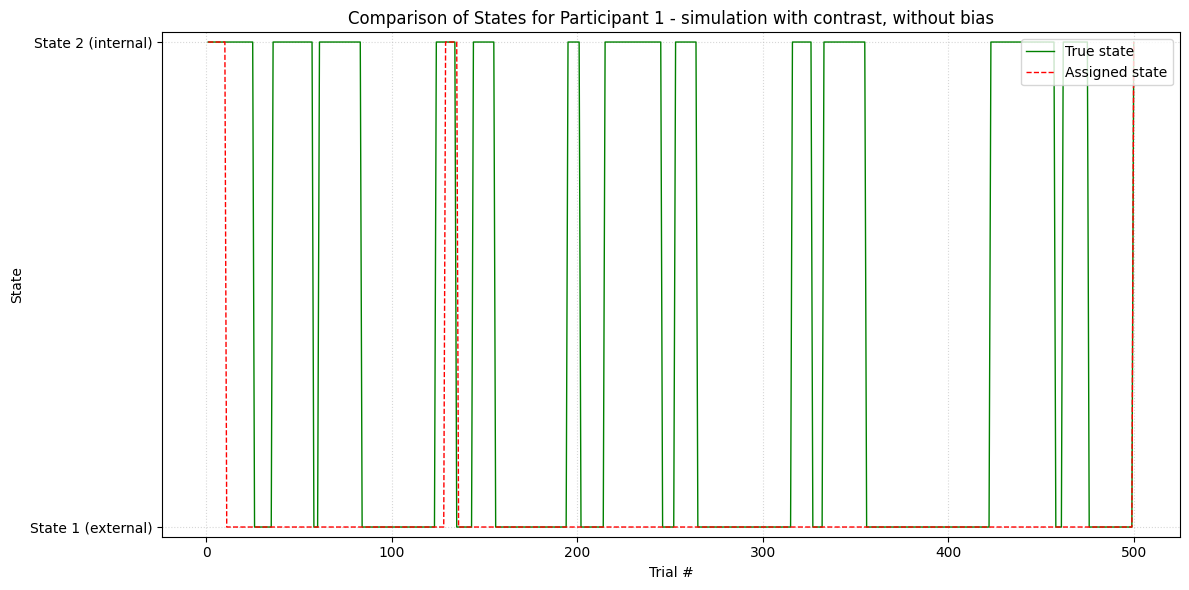 Comparison of States for Participant 1 - simulation with contrast, without bias
State 2 (internal)
True state
Assigned state
State
State 1 (external)
0 100 200 300 400 500
Trial #